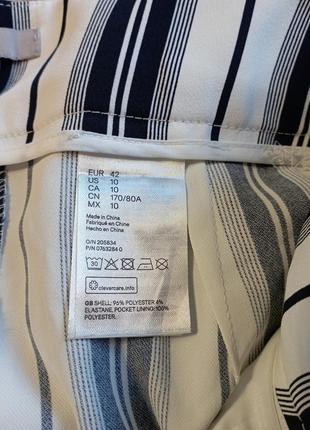 EUR 42
US 10
CA 10
CN 170/80A
MX 10
Made in China
Fabriqué en Chine
Hecho en China
O/N 205834
P/N 0763284 0
30
clevercare.info
GB SHELL: 96% POLYESTER 4%
ELASTANE, POCKET LINING: 100%
POLYESTER.